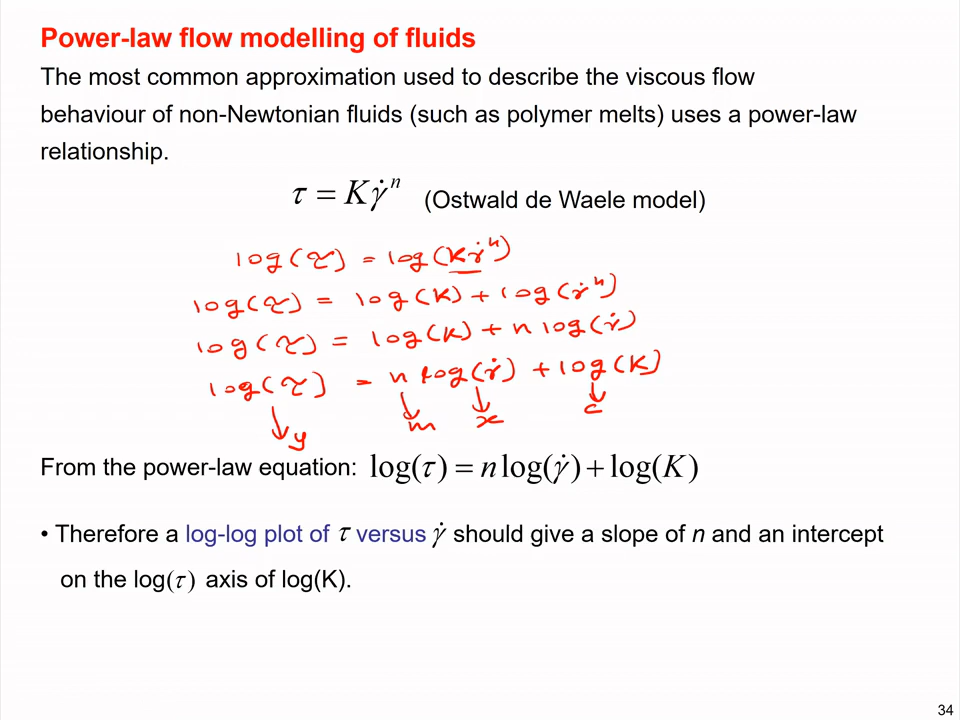 Power-law flow modelling of fluids
The most common approximation used to describe the viscous flow
behaviour of non-Newtonian fluids (such as polymer melts) uses a power-law
relationship.
τ = Kγ̇ⁿ (Ostwald de Waele model)
log(τ) = log(Kγ̇ⁿ)
log(τ) = log(K) + log(γ̇ⁿ)
log(τ) = log(K) + n log(γ̇)
log(τ) = n log(γ̇) + log(K)
↓y ↓m ↓x ↓c
From the power-law equation: log(τ) = n log(γ̇) + log(K)
• Therefore a log-log plot of τ versus γ̇ should give a slope of n and an intercept
on the log(τ) axis of log(K).
34